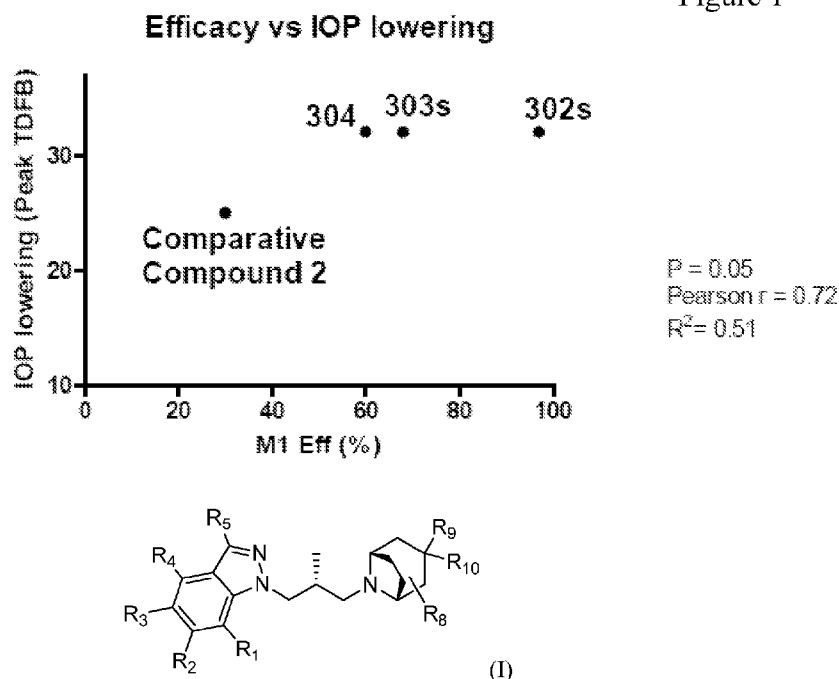 Figure 1
Efficacy vs IOP lowering
IOP lowering (Peak TDFB)
30
20
10
304
303s
302s
Comparative
Compound 2
0
20
40
60
80
100
M1 Eff (%)
P = 0.05
Pearson r = 0.72
R²= 0.51
R₅
R₄
R₃
R₂
R₁
N
N
N
R₉
R₁₀
R₈
(I)